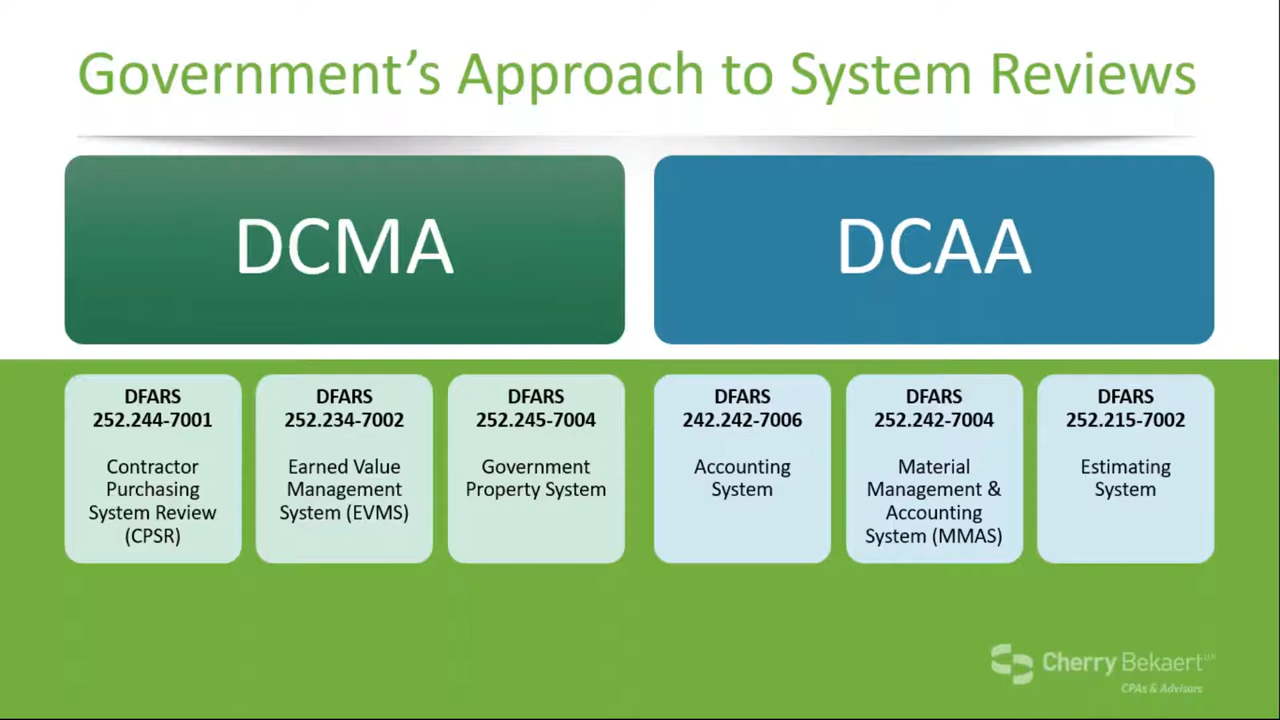 Government’s Approach to System Reviews
DCMA
DCAA
DFARS
252.244-7001
Contractor
Purchasing
System Review
(CPSR)
DFARS
252.234-7002
Earned Value
Management
System (EVMS)
DFARS
252.245-7004
Government
Property System
DFARS
242.242-7006
Accounting
System
DFARS
252.242-7004
Material
Management &
Accounting
System (MMAS)
DFARS
252.215-7002
Estimating
System
Cherry Bekaert LLP
CPAs & Advisors